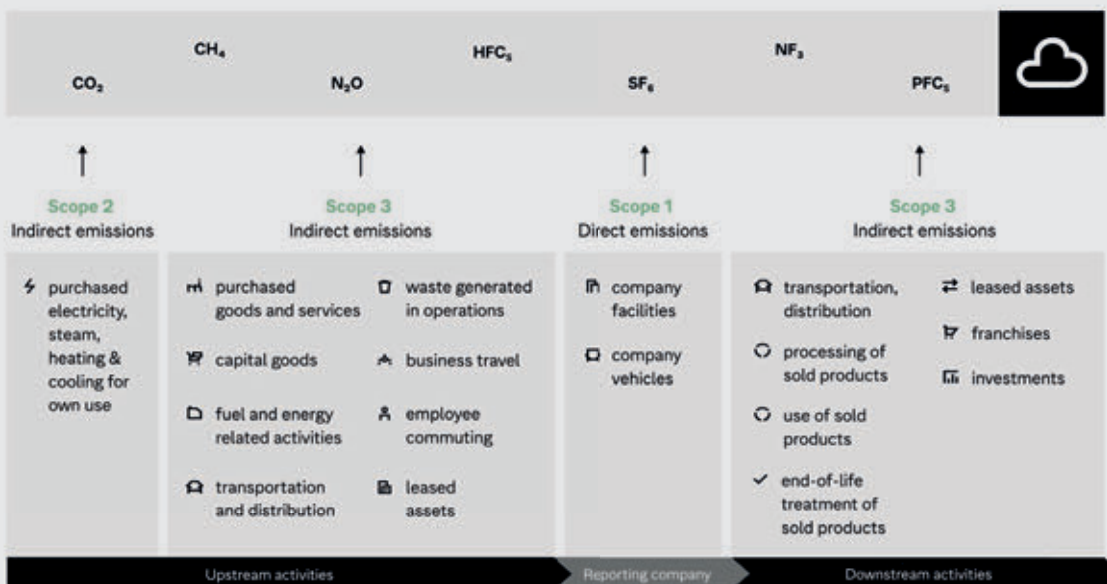 CH₄
HFC₅
NF₃
CO₂
N₂O
SF₆
PFC₅
Scope 2
Indirect emissions
purchased
electricity,
steam,
heating &
cooling for
own use
Scope 3
Indirect emissions
purchased
goods and services
capital goods
fuel and energy
related activities
transportation
and distribution
waste generated
in operations
business travel
employee
commuting
leased
assets
Scope 1
Direct emissions
company
facilities
company
vehicles
Scope 3
Indirect emissions
transportation,
distribution
processing of
sold products
use of sold
products
end-of-life
treatment of
sold products
leased assets
franchises
investments
Upstream activities
Reporting company
Downstream activities